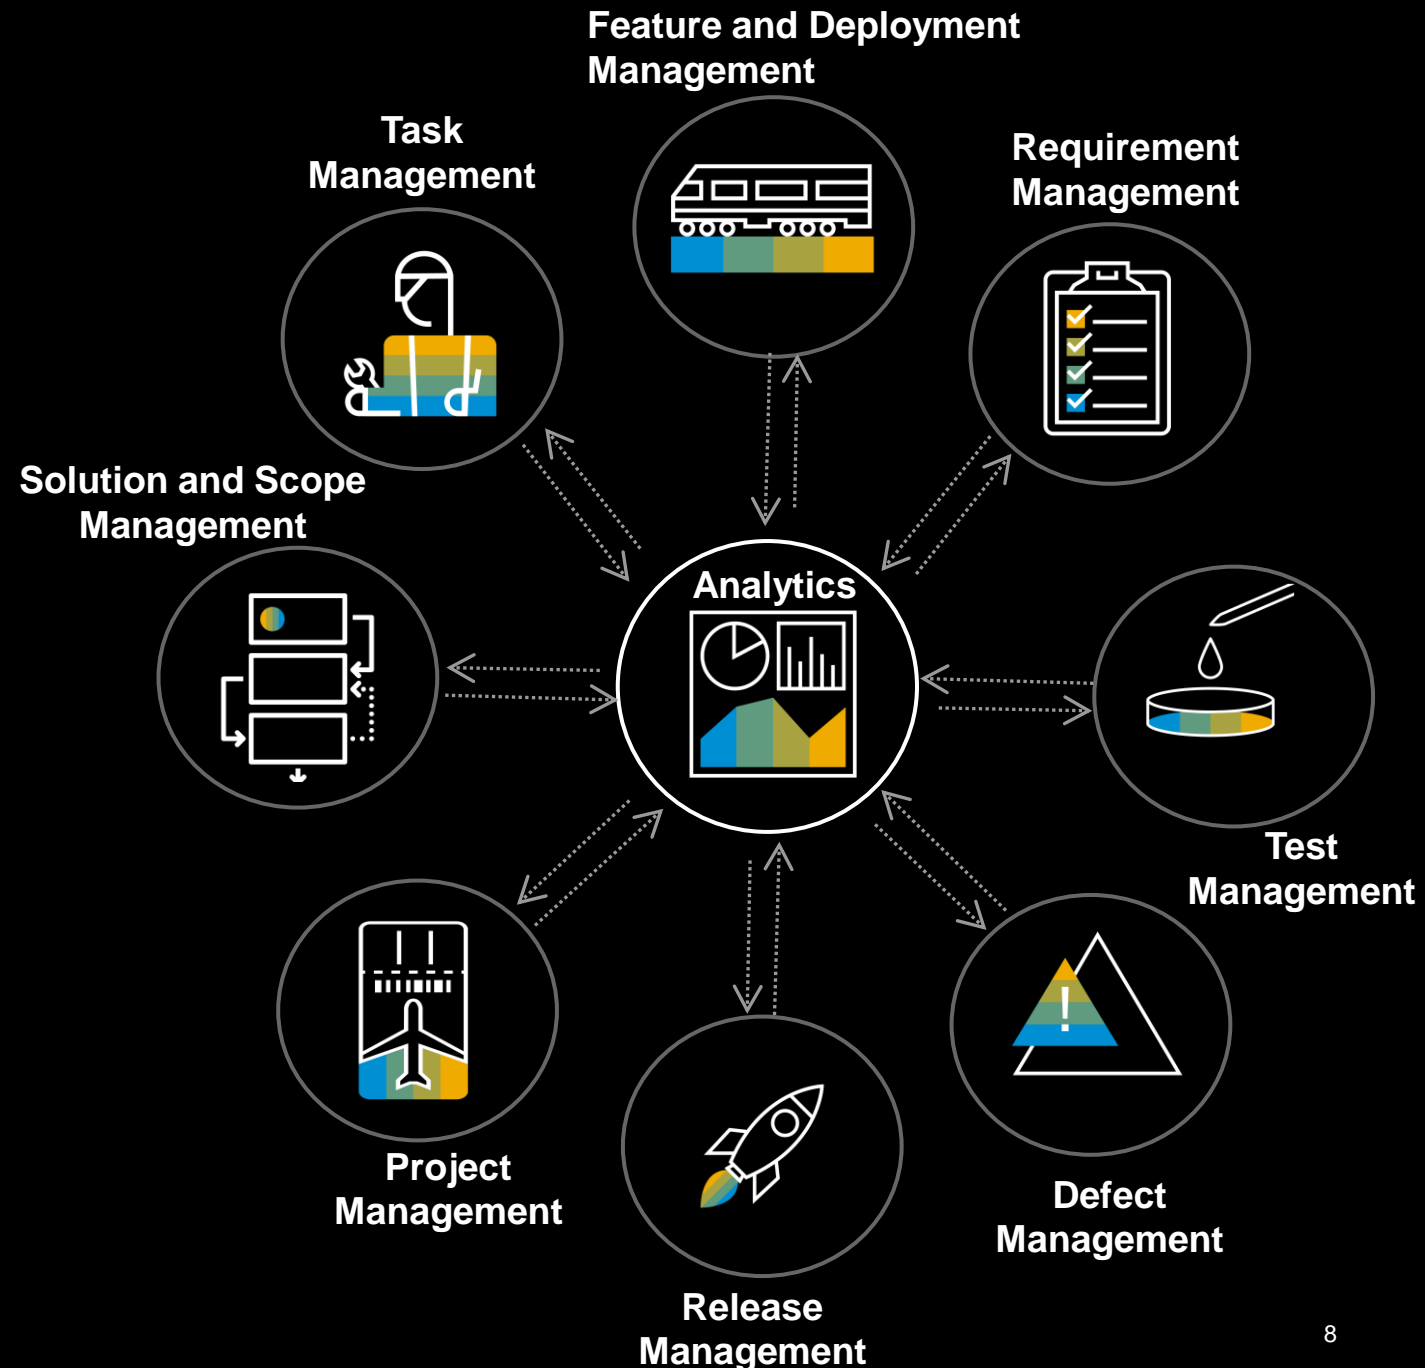 Feature and Deployment
Management
Task
Management
Requirement
Management
Solution and Scope
Management
Analytics
!
Test
Management
Project
Management
Defect
Management
Release
Management
8